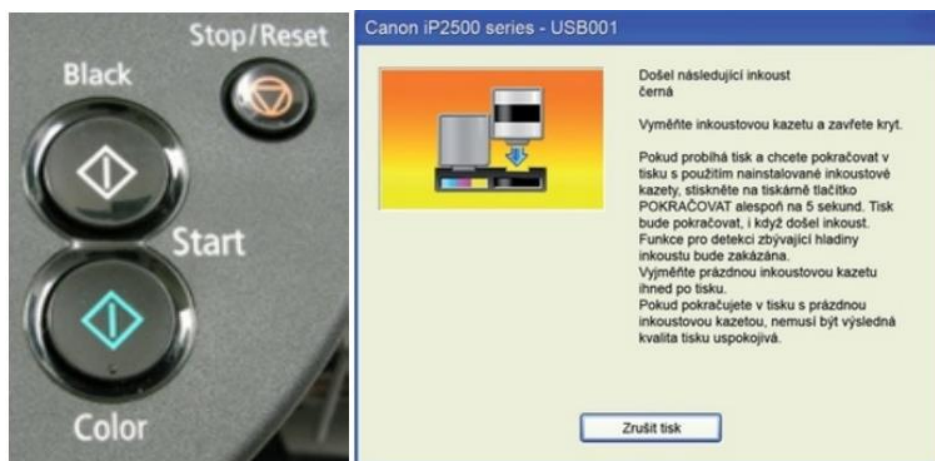 Stop/Reset
Black
Start
Color
Canon iP2500 series - USB001
Došel následující inkoust
černá
Vyměňte inkoustovou kazetu a zavřete kryt.
Pokud probíhá tisk a chcete pokračovat v
tisku s použitím nainstalované inkoustové
kazety, stiskněte na tiskárně tlačítko
POKRAČOVAT alespoň na 5 sekund. Tisk
bude pokračovat, i když došel inkoust.
Funkce pro detekci zbývající hladiny
inkoustu bude zakázána.
Vyjměňte prázdnou inkoustovou kazetu
ihned po tisku.
Pokud pokračujete v tisku s prázdnou
inkoustovou kazetou, nemusí být výsledná
kvalita tisku uspokojivá.
Zrušit tisk